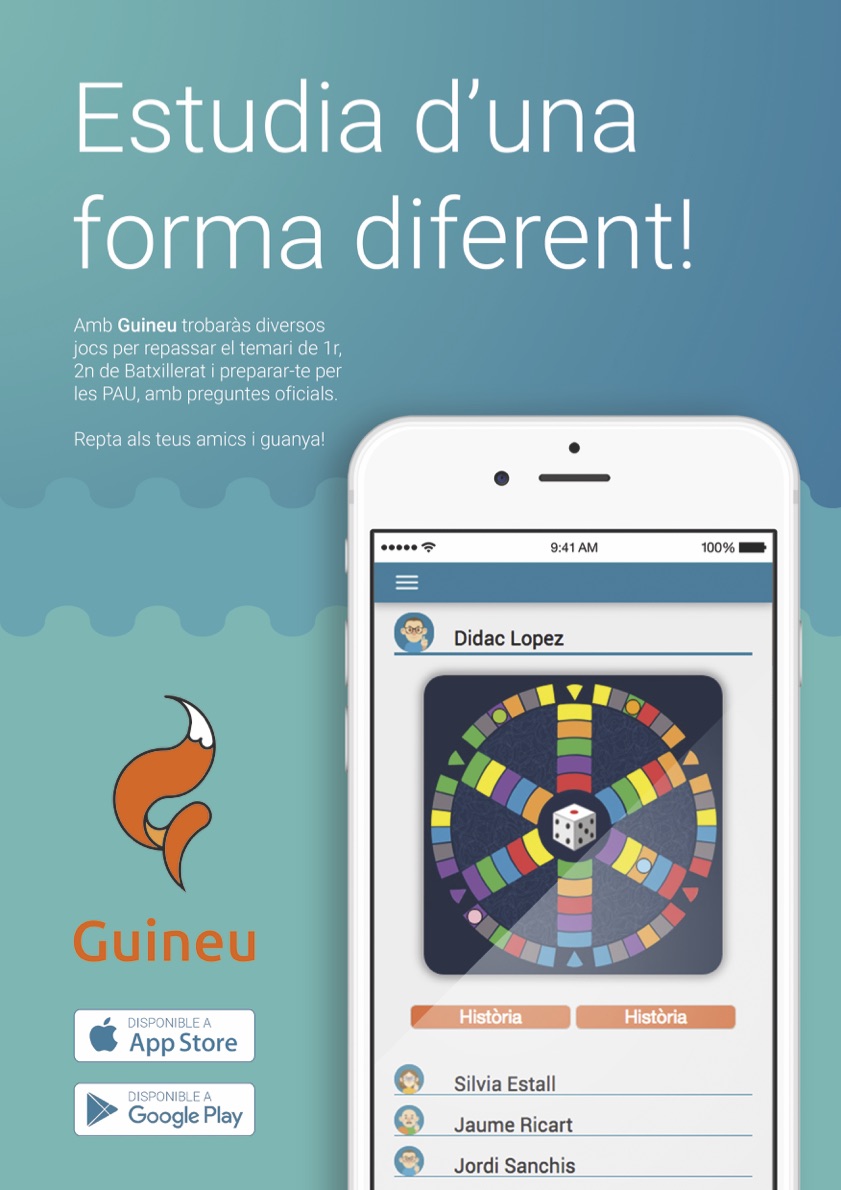 Estudia d’una
forma diferent!
Amb Guineu trobaràs diversos
jocs per repassar el temari de 1r,
2n de Batxillerat i preparar-te per
les PAU, amb preguntes oficials.
Repta als teus amics i guanya!
9:41 AM
100%
Didac Lopez
Història
Història
Silvia Estall
Jaume Ricart
Jordi Sanchis
Guineu
DISPONIBLE A
App Store
DISPONIBLE A
Google Play